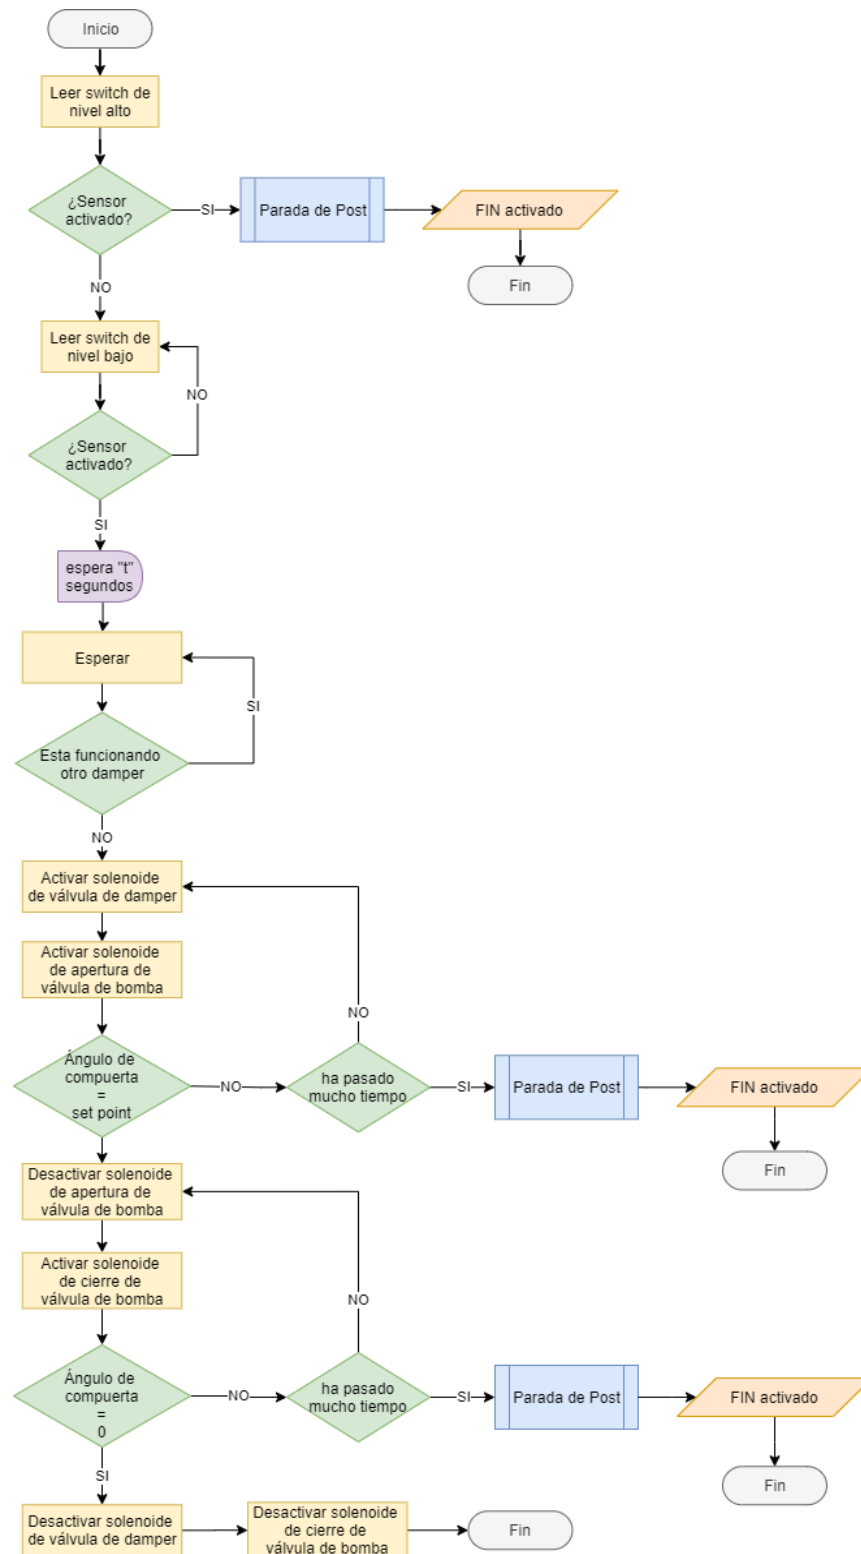 Inicio
Leer switch de
nivel alto
¿Sensor
activado?
SI
Parada de Post
FIN activado
Fin
NO
Leer switch de
nivel bajo
NO
¿Sensor
activado?
SI
espera "t"
segundos
Esperar
SI
Esta funcionando
otro damper
NO
Activar solenoide
de válvula de damper
Activar solenoide
de apertura de
válvula de bomba
NO
Ángulo de
compuerta
=
set point
NO
ha pasado
mucho tiempo
SI
Parada de Post
FIN activado
Fin
Desactivar solenoide
de apertura de
válvula de bomba
Activar solenoide
de cierre de
válvula de bomba
NO
Ángulo de
compuerta
=
0
NO
ha pasado
mucho tiempo
SI
Parada de Post
FIN activado
Fin
SI
Desactivar solenoide
de válvula de damper
Desactivar solenoide
de cierre de
válvula de bomba
Fin